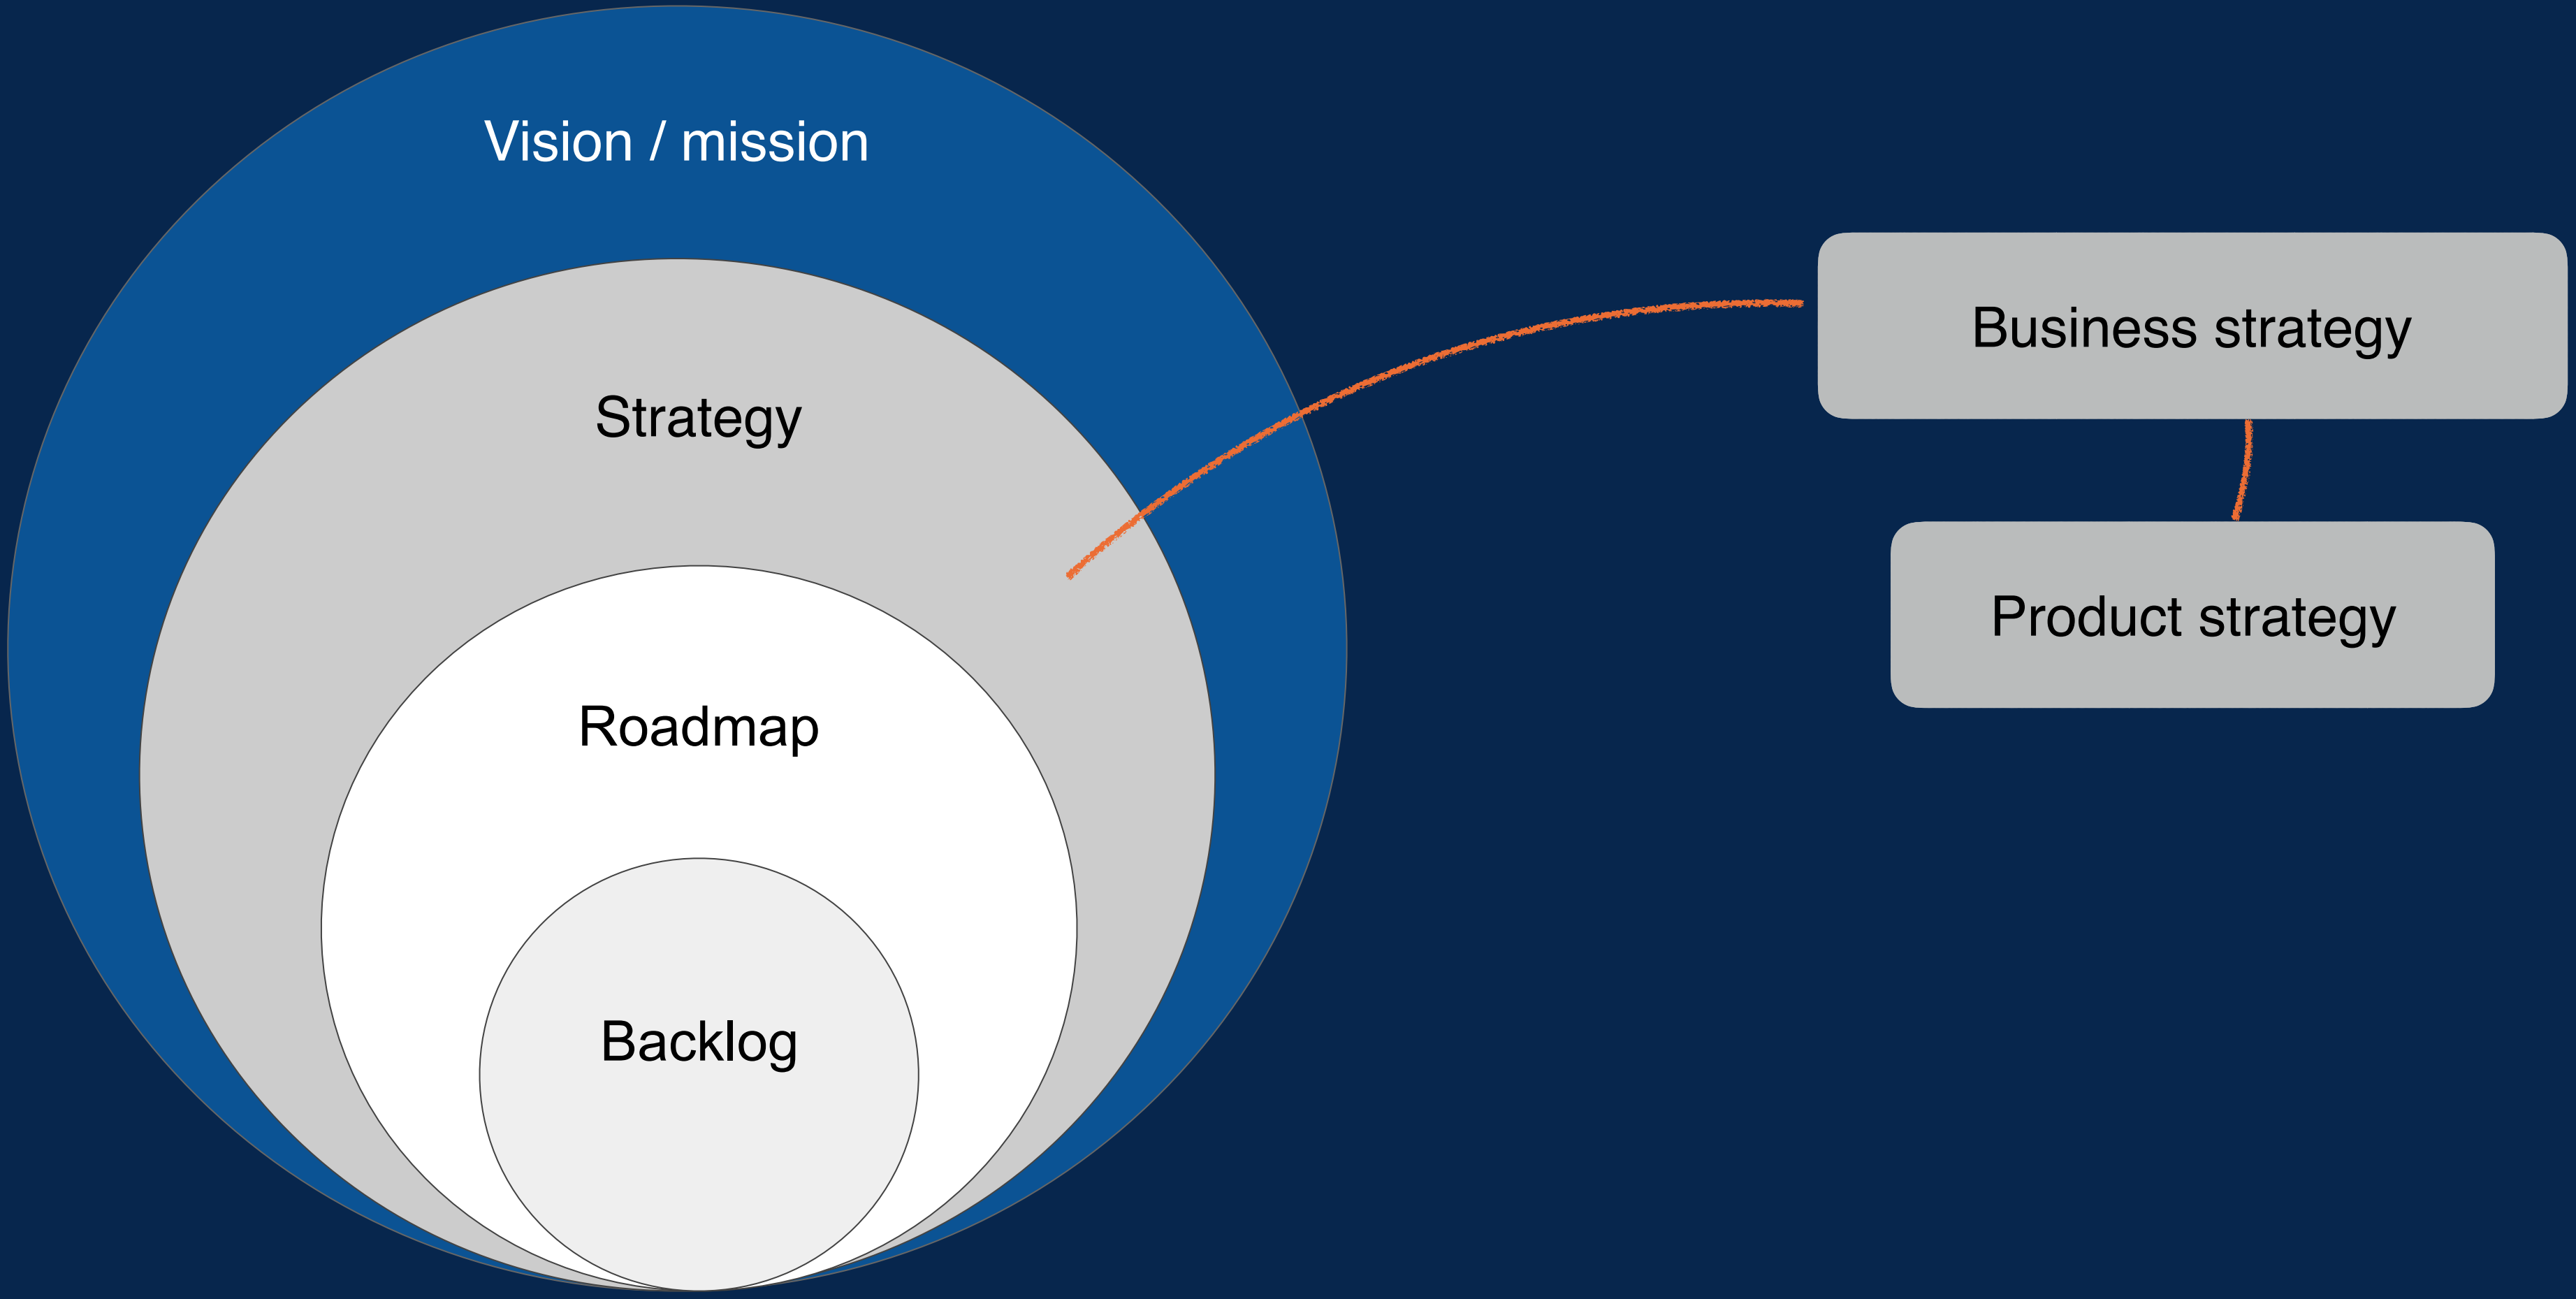 Vision / mission
Strategy
Roadmap
Backlog
Business strategy
Product strategy